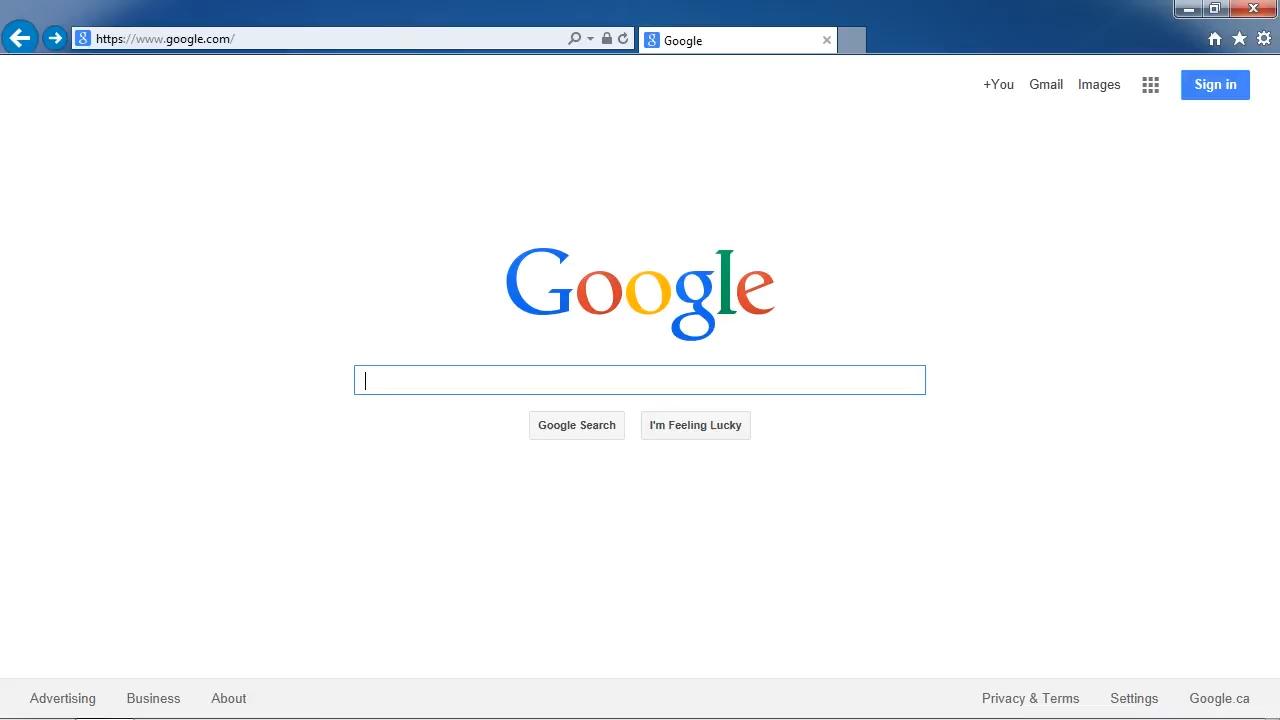 https://www.google.com/
Google
+You Gmail Images Sign in
Google
Google Search I'm Feeling Lucky
Advertising Business About Privacy & Terms Settings Google.ca